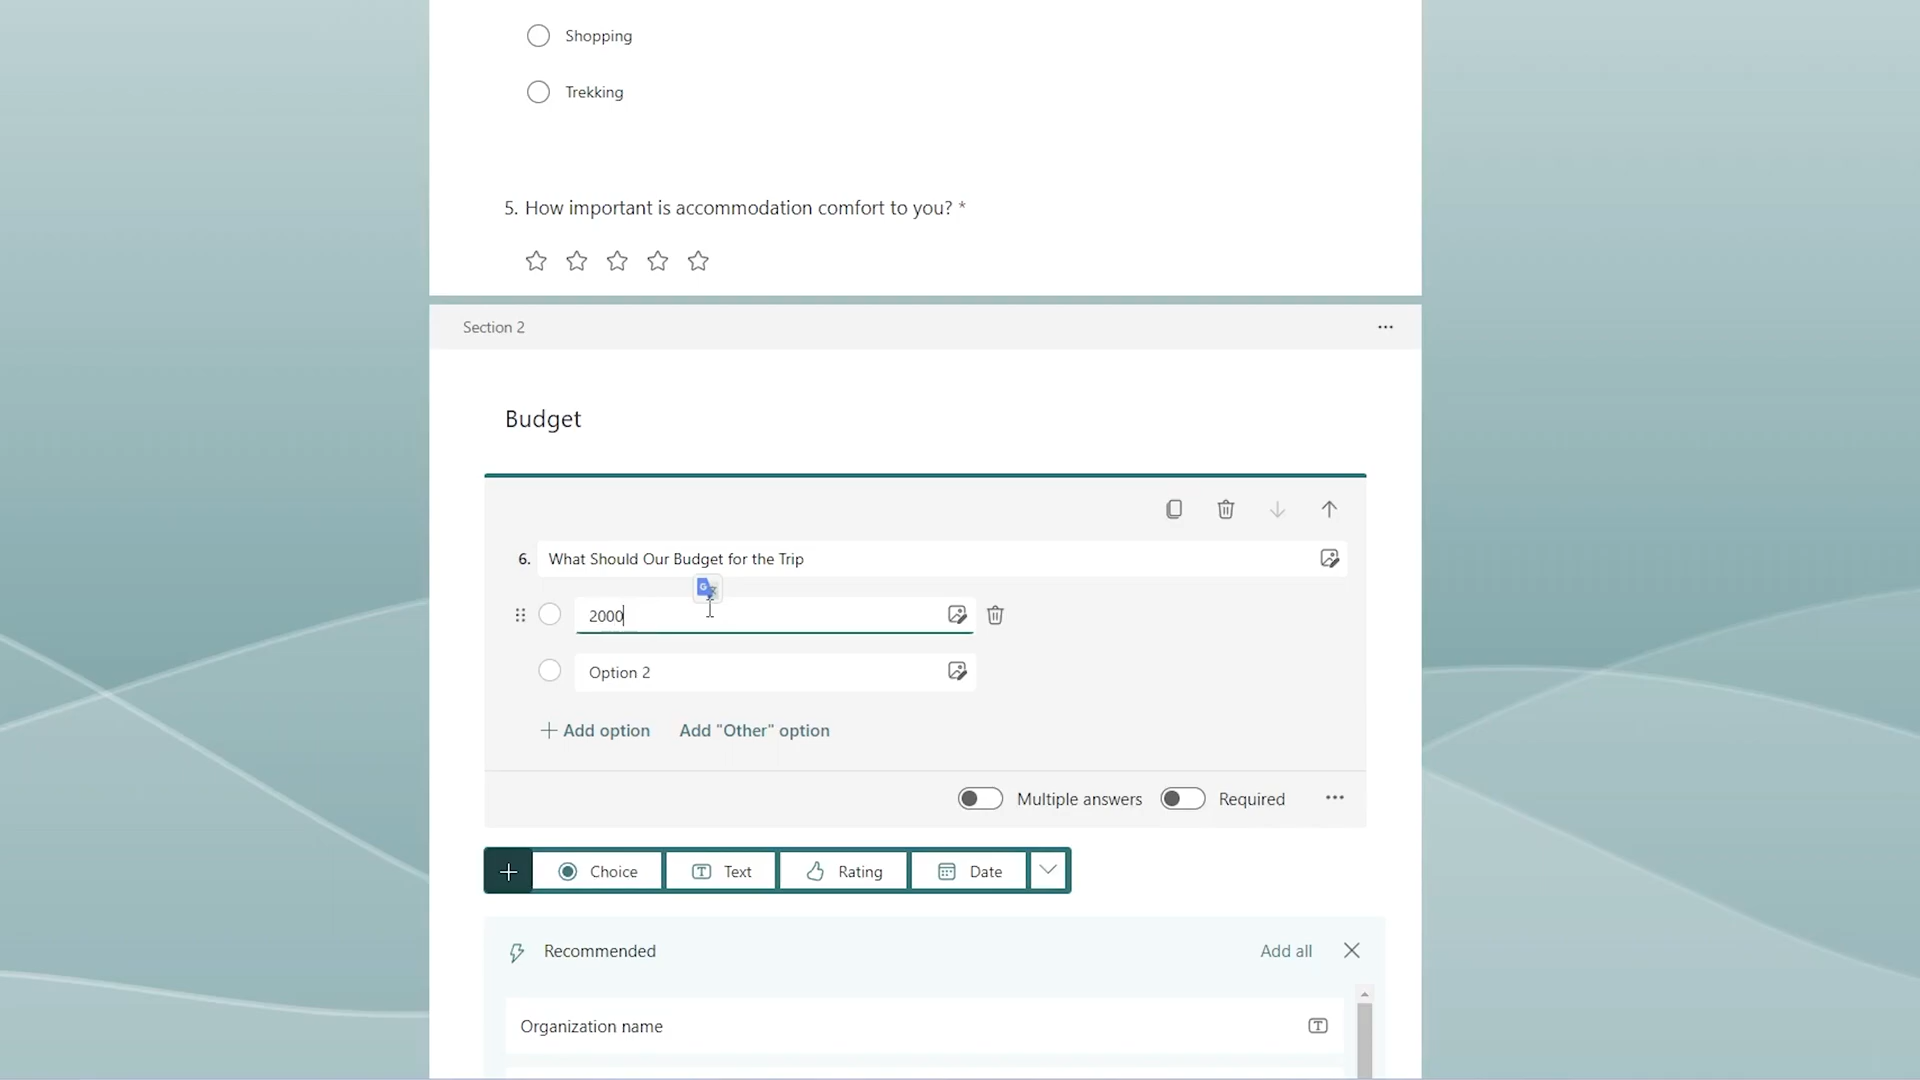 Shopping
Trekking
5. How important is accommodation comfort to you? *
Section 2
Budget
6. What Should Our Budget for the Trip
2000
Option 2
Add option Add "Other" option
Multiple answers Required
Choice Text Rating Date
Recommended Add all
Organization name